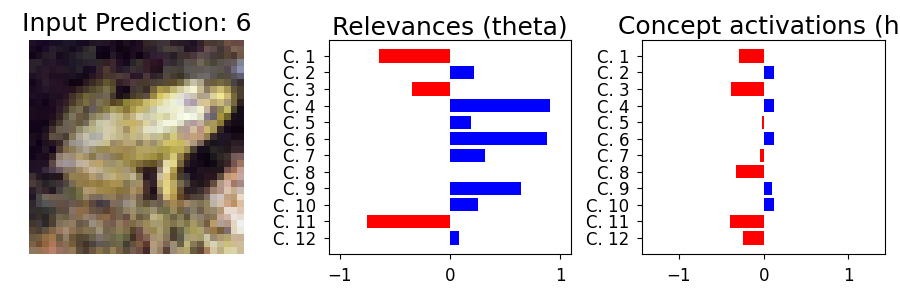 Input Prediction: 6
Relevances (theta)
C. 1
C. 2
C. 3
C. 4
C. 5
C. 6
C. 7
C. 8
C. 9
C. 10
C. 11
C. 12
−1
0
1
Concept activations (h
C. 1
C. 2
C. 3
C. 4
C. 5
C. 6
C. 7
C. 8
C. 9
C. 10
C. 11
C. 12
−1
0
1